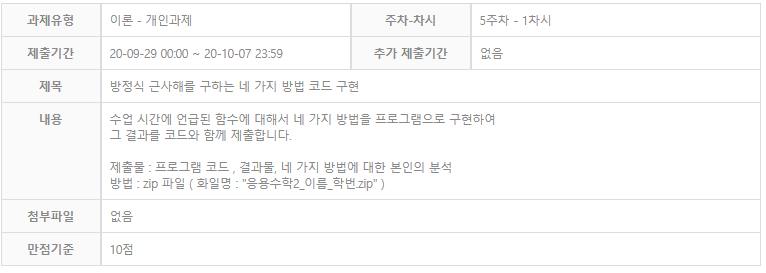 과제유형 이론 - 개인과제 주차-차시 5주차 - 1차시
제출기간 20-09-29 00:00 ~ 20-10-07 23:59 추가 제출기간 없음
제목 방정식 근사해를 구하는 네 가지 방법 코드 구현
내용 수업 시간에 언급된 함수에 대해서 네 가지 방법을 프로그램으로 구현하여
그 결과를 코드와 함께 제출합니다.
제출물 : 프로그램 코드 , 결과물, 네 가지 방법에 대한 본인의 분석
방법 : zip 파일 ( 화일명 : "응용수학2_이름_학번.zip" )
첨부파일 없음
만점기준 10점